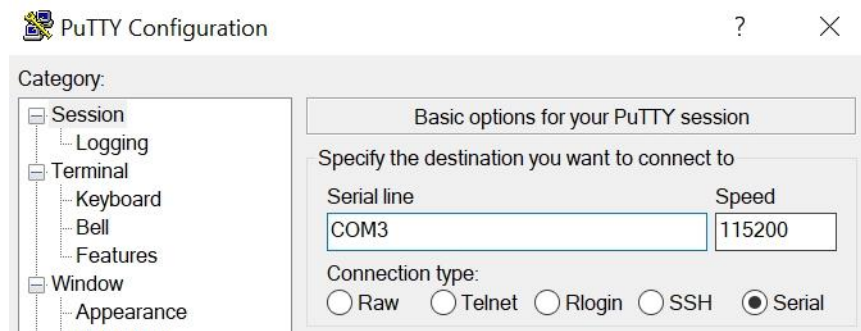 PuTTY Configuration
?
Category:
Session
Logging
Terminal
Keyboard
Bell
Features
Window
Appearance
Basic options for your PuTTY session
Specify the destination you want to connect to
Serial line Speed
COM3 115200
Connection type:
Raw Telnet Rlogin SSH Serial